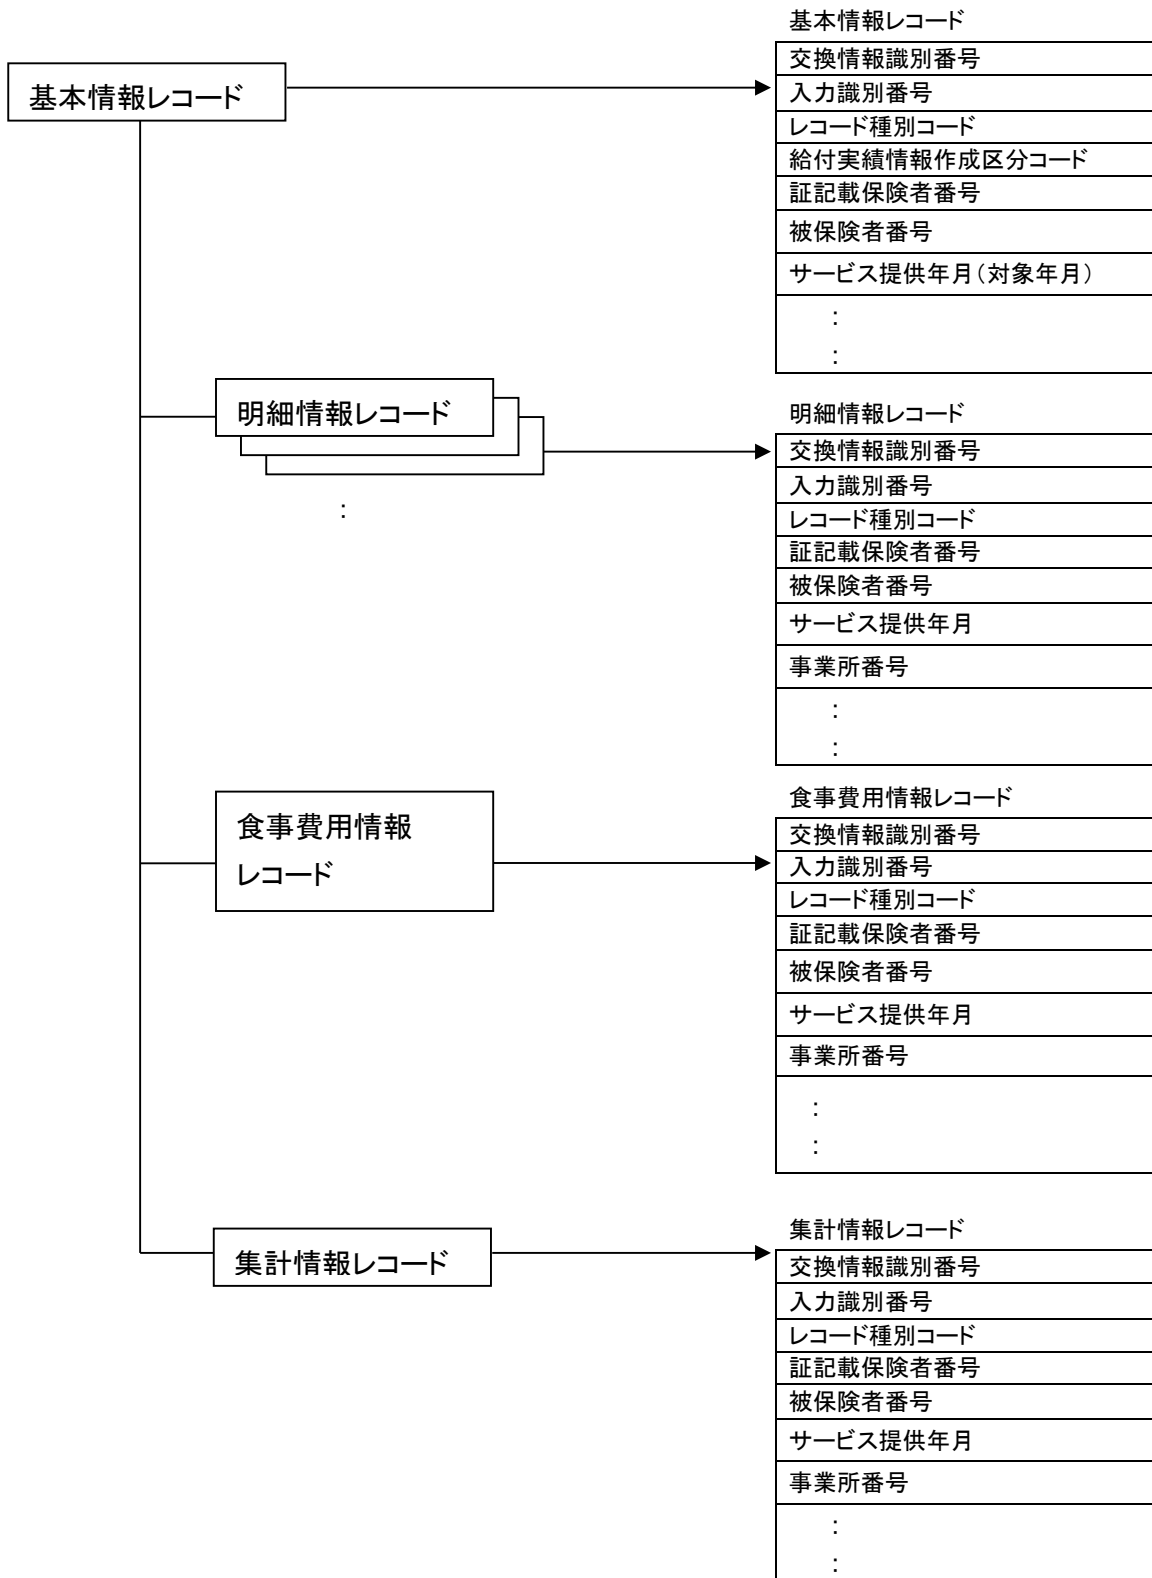 基本情報レコード
基本情報レコード
交換情報識別番号
入力識別番号
レコード種別コード
給付実績情報作成区分コード
証記載保険者番号
被保険者番号
サービス提供年月（対象年月）
：
：
明細情報レコード
：
明細情報レコード
交換情報識別番号
入力識別番号
レコード種別コード
証記載保険者番号
被保険者番号
サービス提供年月
事業所番号
：
：
食事費用情報
レコード
食事費用情報レコード
交換情報識別番号
入力識別番号
レコード種別コード
証記載保険者番号
被保険者番号
サービス提供年月
事業所番号
：
：
集計情報レコード
集計情報レコード
交換情報識別番号
入力識別番号
レコード種別コード
証記載保険者番号
被保険者番号
サービス提供年月
事業所番号
：
：